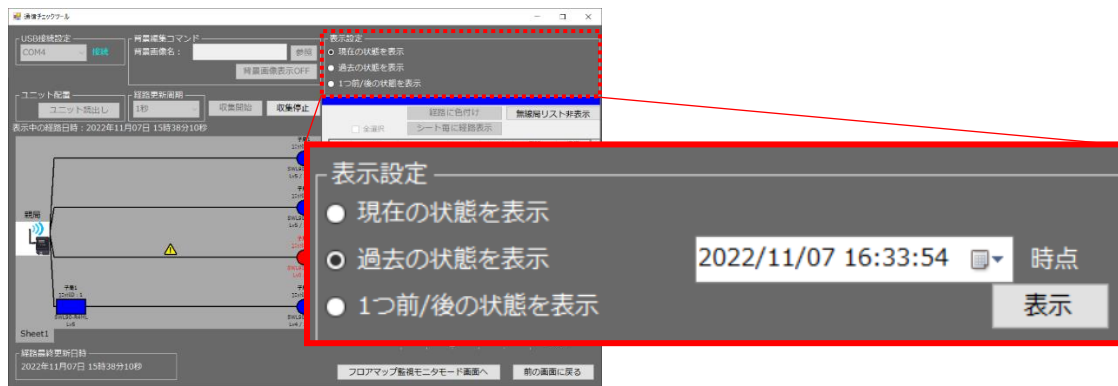 通信チェックツール
USB接続設定
COM4
接続
背景編集コマンド
背景画像名：
参照
背景画像表示OFF
表示設定
現在の状態を表示
過去の状態を表示
1つ前/後の状態を表示
ユニット配置
ユニット読出し
経路更新周期
1秒
収集開始
収集停止
経路に色付け
無線局リスト非表示
全選択
シート毎に経路表示
表示中の経路日時：2022年11月07日 15時38分10秒
親局
子局1
Sheet1
経路最終更新日時
2022年11月07日 15時38分10秒
フロアマップ監視モニタモード画面へ
前の画面に戻る
表示設定
現在の状態を表示
過去の状態を表示
2022/11/07 16:33:54
時点
1つ前/後の状態を表示
表示